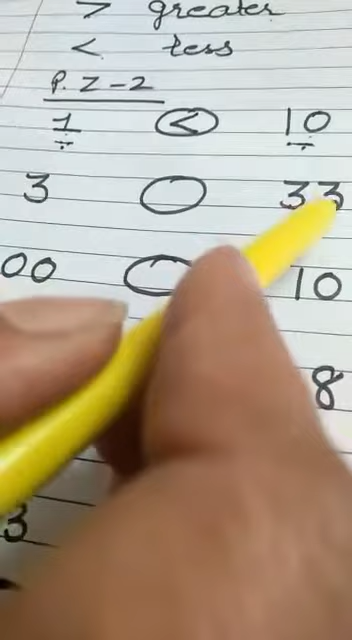 > greater
< less
P. Z-2
1 < 10
3 33
00 10
8
3